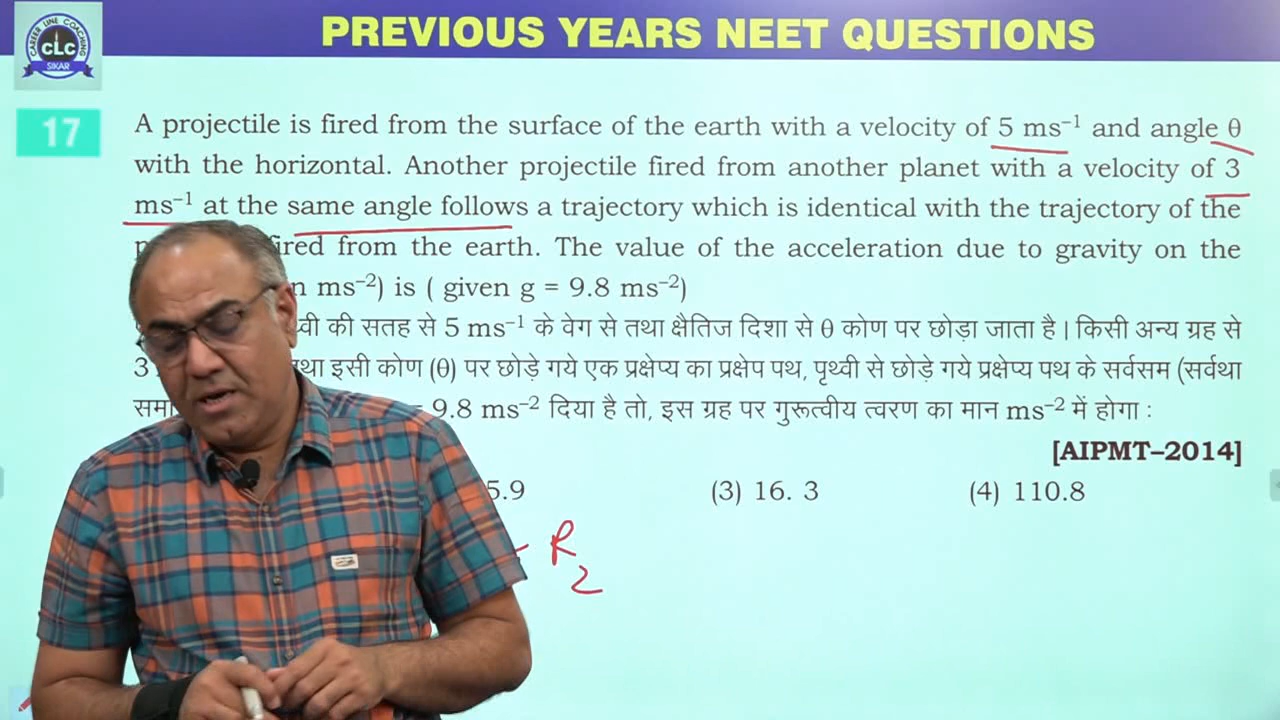 PREVIOUS YEARS NEET QUESTIONS
CAREER LINE COACHING
CLC
SIKAR
17
A projectile is fired from the surface of the earth with a velocity of 5 ms⁻¹ and angle θ
with the horizontal. Another projectile fired from another planet with a velocity of 3
ms⁻¹ at the same angle follows a trajectory which is identical with the trajectory of the
fired from the earth. The value of the acceleration due to gravity on the
n ms⁻²) is ( given g = 9.8 ms⁻²)
की सतह से 5 ms⁻¹ के वेग से तथा क्षैतिज दिशा से θ कोण पर छोड़ा जाता है। किसी अन्य ग्रह से
3 था इसी कोण (θ) पर छोड़े गये एक प्रक्षेप्य का प्रक्षेप पथ, पृथ्वी से छोड़े गये प्रक्षेप्य पथ के सर्वसम (सर्वथा
समा 9.8 ms⁻² दिया है तो, इस ग्रह पर गुरूत्वीय त्वरण का मान ms⁻² में होगा :
[AIPMT–2014]
5.9 (3) 16. 3 (4) 110.8
R₂